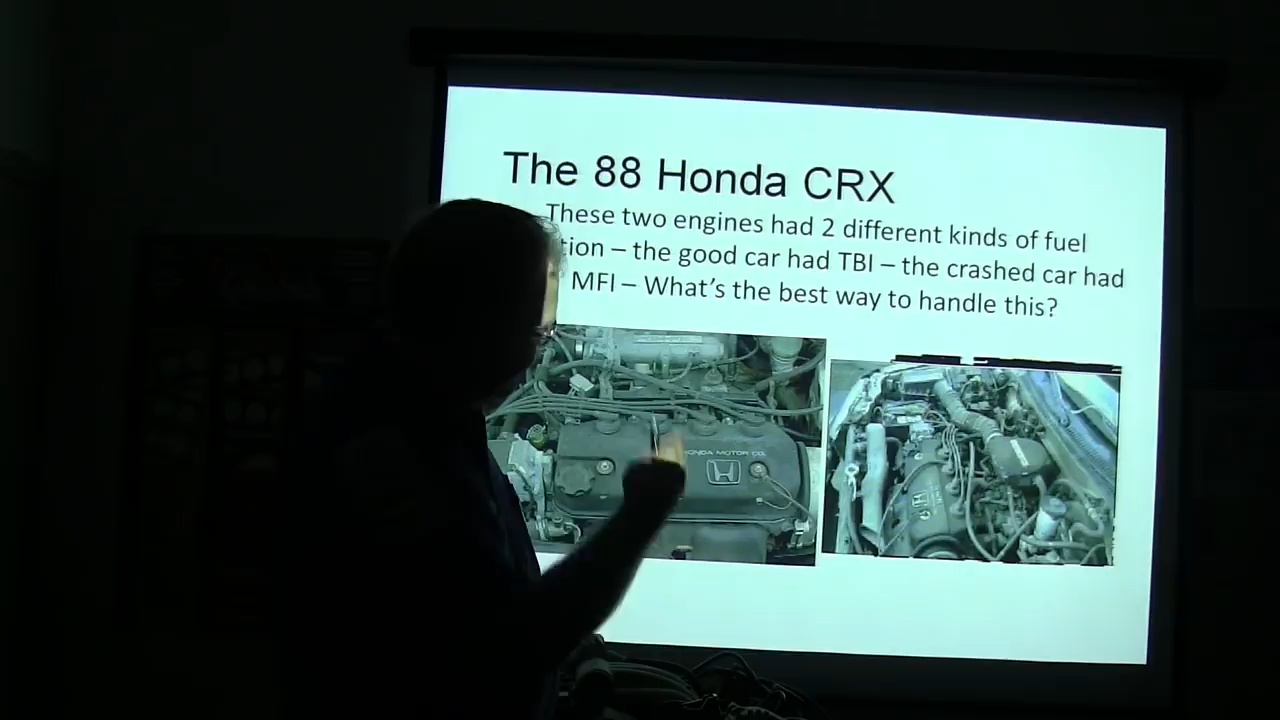 The 88 Honda CRX
These two engines had 2 different kinds of fuel
tion – the good car had TBI – the crashed car had
MFI – What's the best way to handle this?
HONDA MOTOR CO.